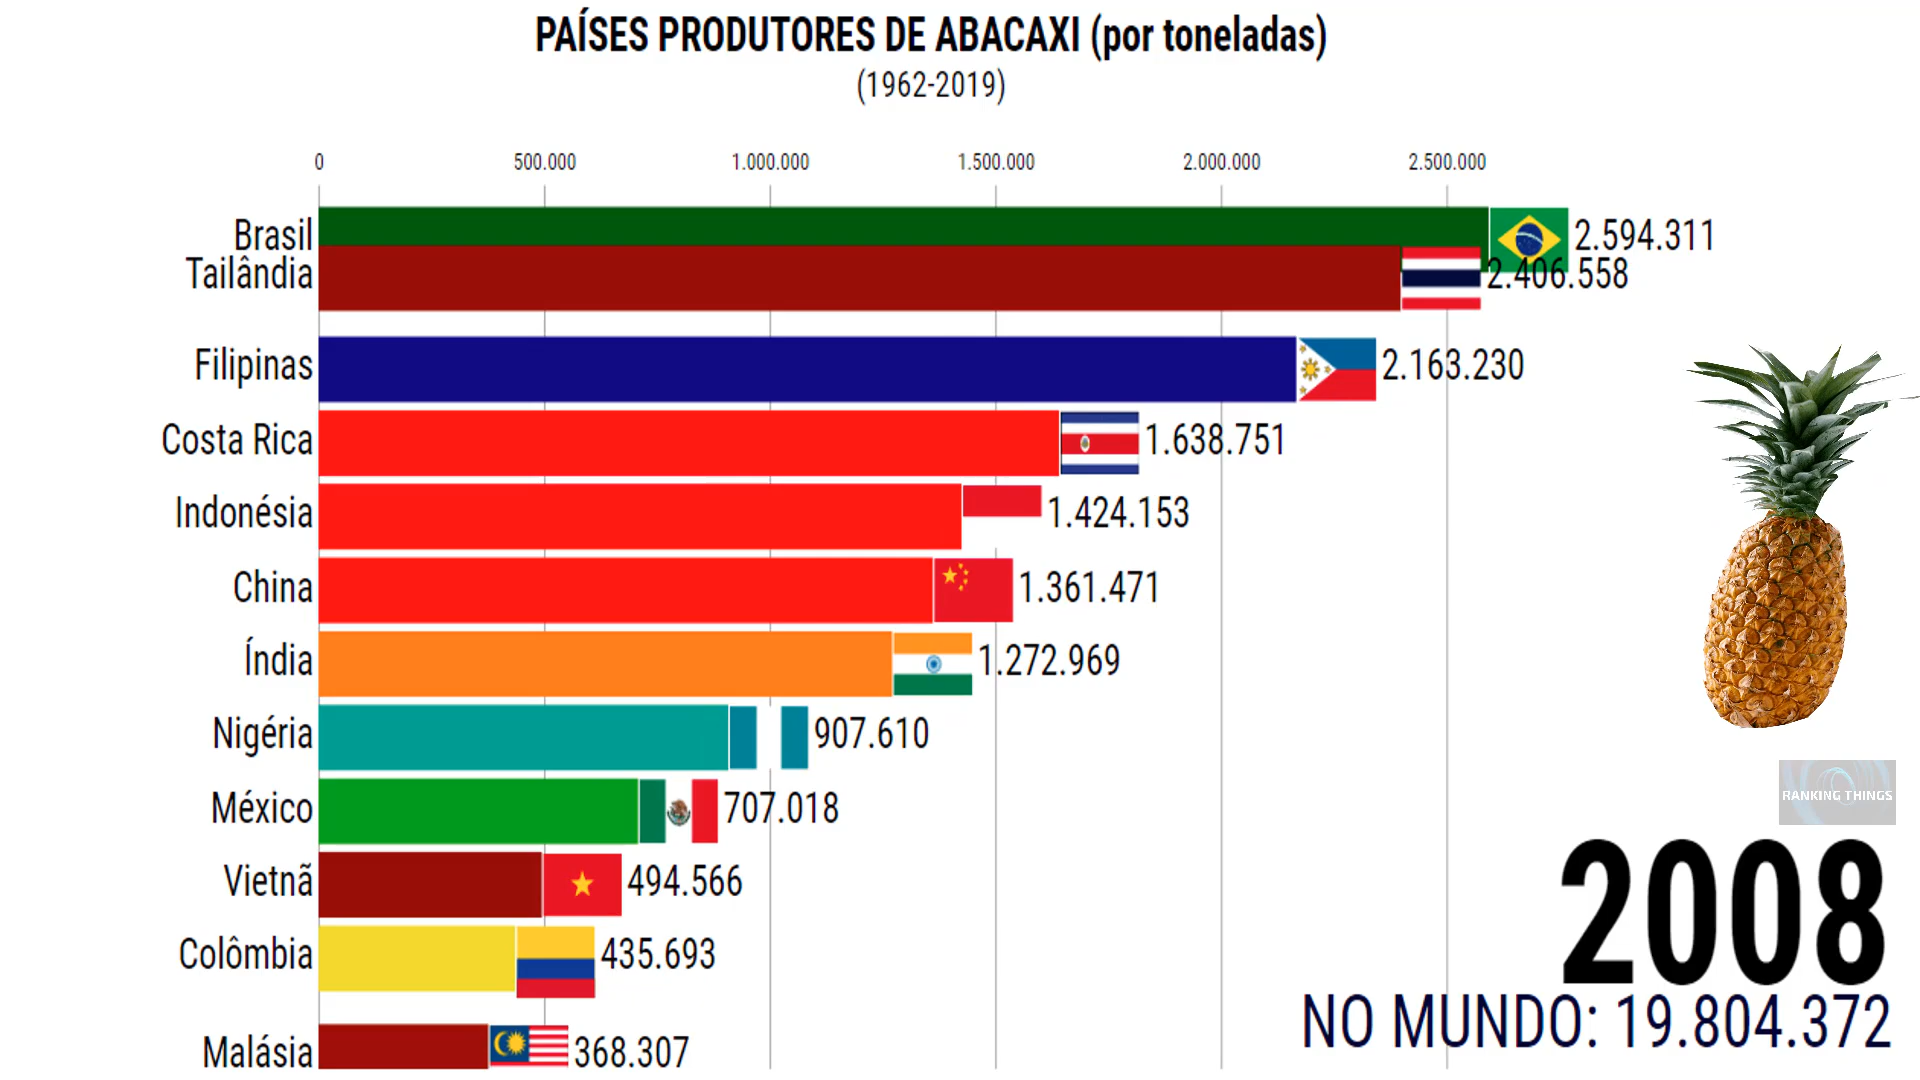 PAÍSES PRODUTORES DE ABACAXI (por toneladas)
(1962-2019)
0 500.000 1.000.000 1.500.000 2.000.000 2.500.000
Brasil 2.594.311
Tailândia 2.406.558
Filipinas 2.163.230
Costa Rica 1.638.751
Indonésia 1.424.153
China 1.361.471
Índia 1.272.969
Nigéria 907.610
México 707.018
Vietnã 494.566
Colômbia 435.693
Malásia 368.307
RANKING THINGS
2008
NO MUNDO: 19.804.372